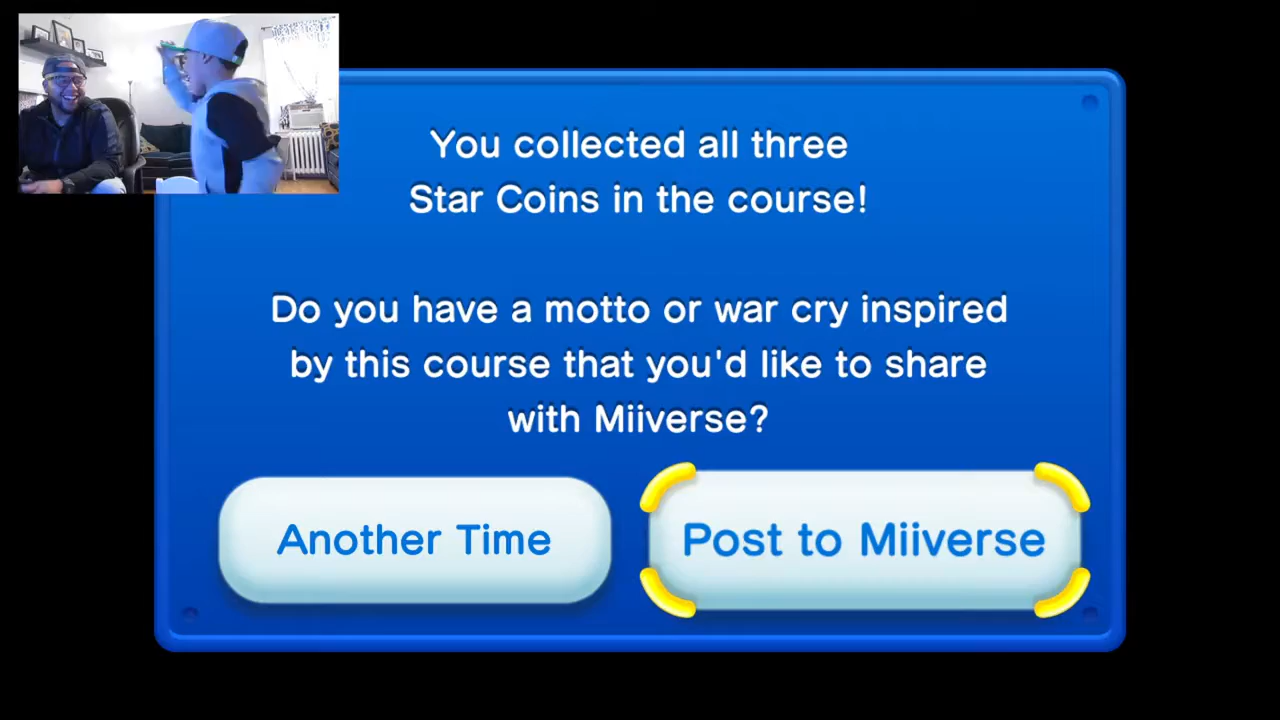 You collected all three
Star Coins in the course!
Do you have a motto or war cry inspired
by this course that you'd like to share
with Miiverse?
Another Time
Post to Miiverse